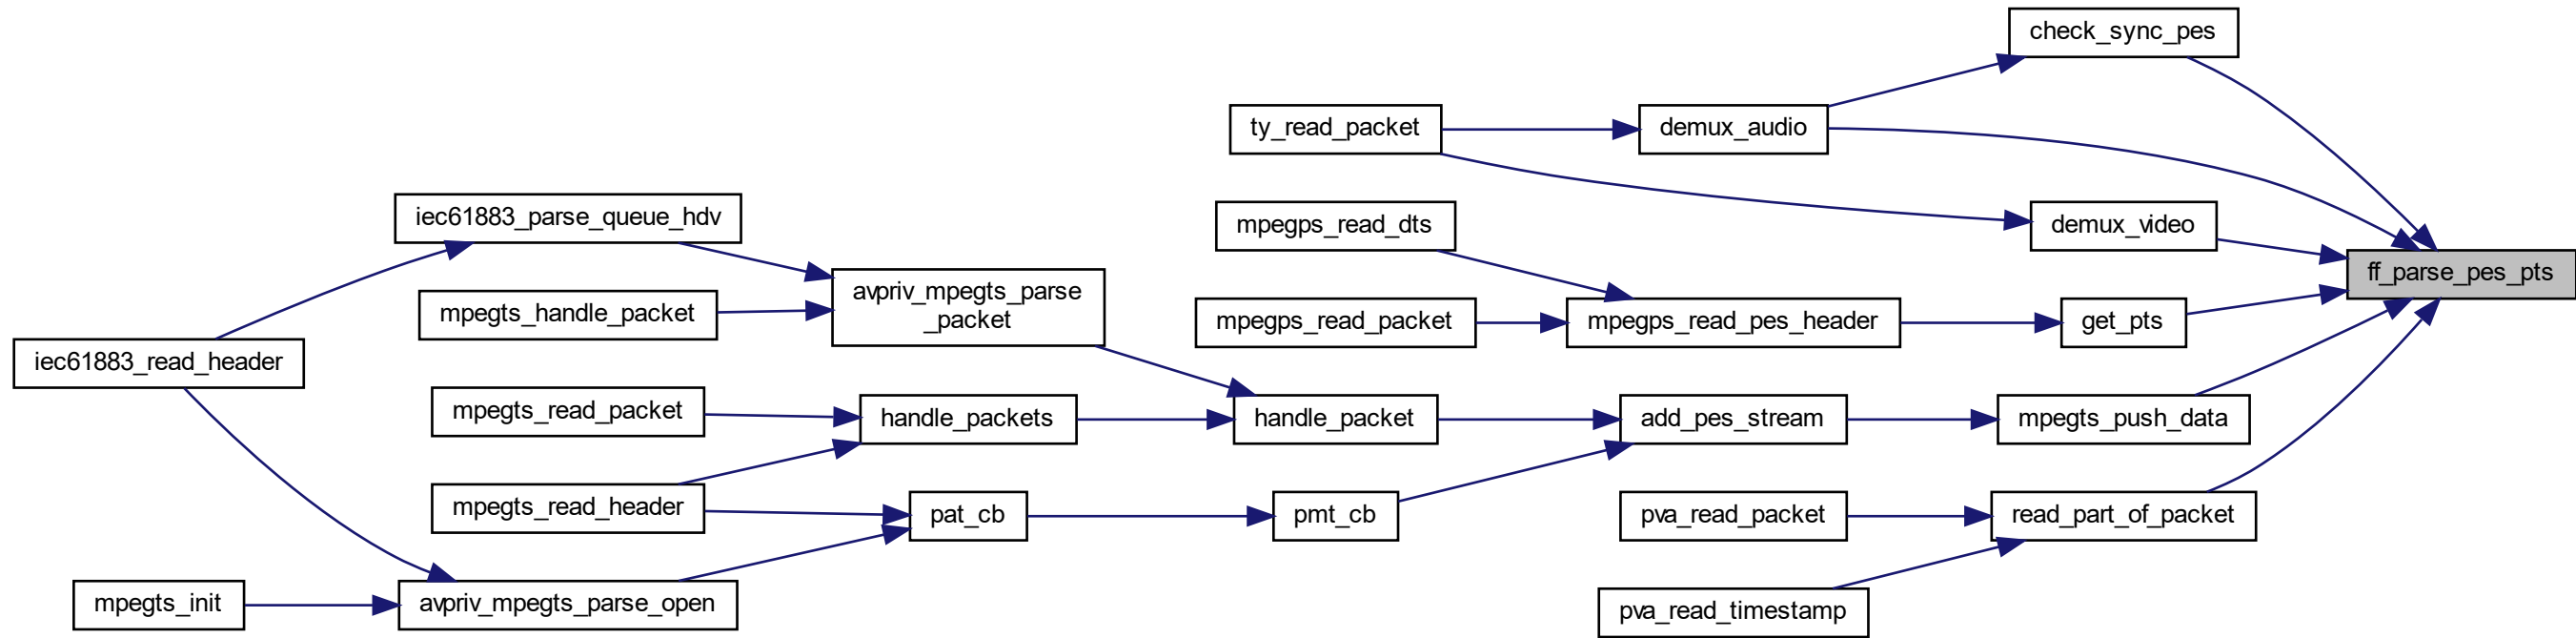 check_sync_pes
ty_read_packet
demux_audio
iec61883_parse_queue_hdv
mpegps_read_dts
demux_video
ff_parse_pes_pts
avpriv_mpegts_parse
_packet
mpegts_handle_packet
mpegps_read_packet
mpegps_read_pes_header
get_pts
iec61883_read_header
mpegts_read_packet
handle_packets
handle_packet
add_pes_stream
mpegts_push_data
mpegts_read_header
pat_cb
pmt_cb
pva_read_packet
read_part_of_packet
mpegts_init
avpriv_mpegts_parse_open
pva_read_timestamp